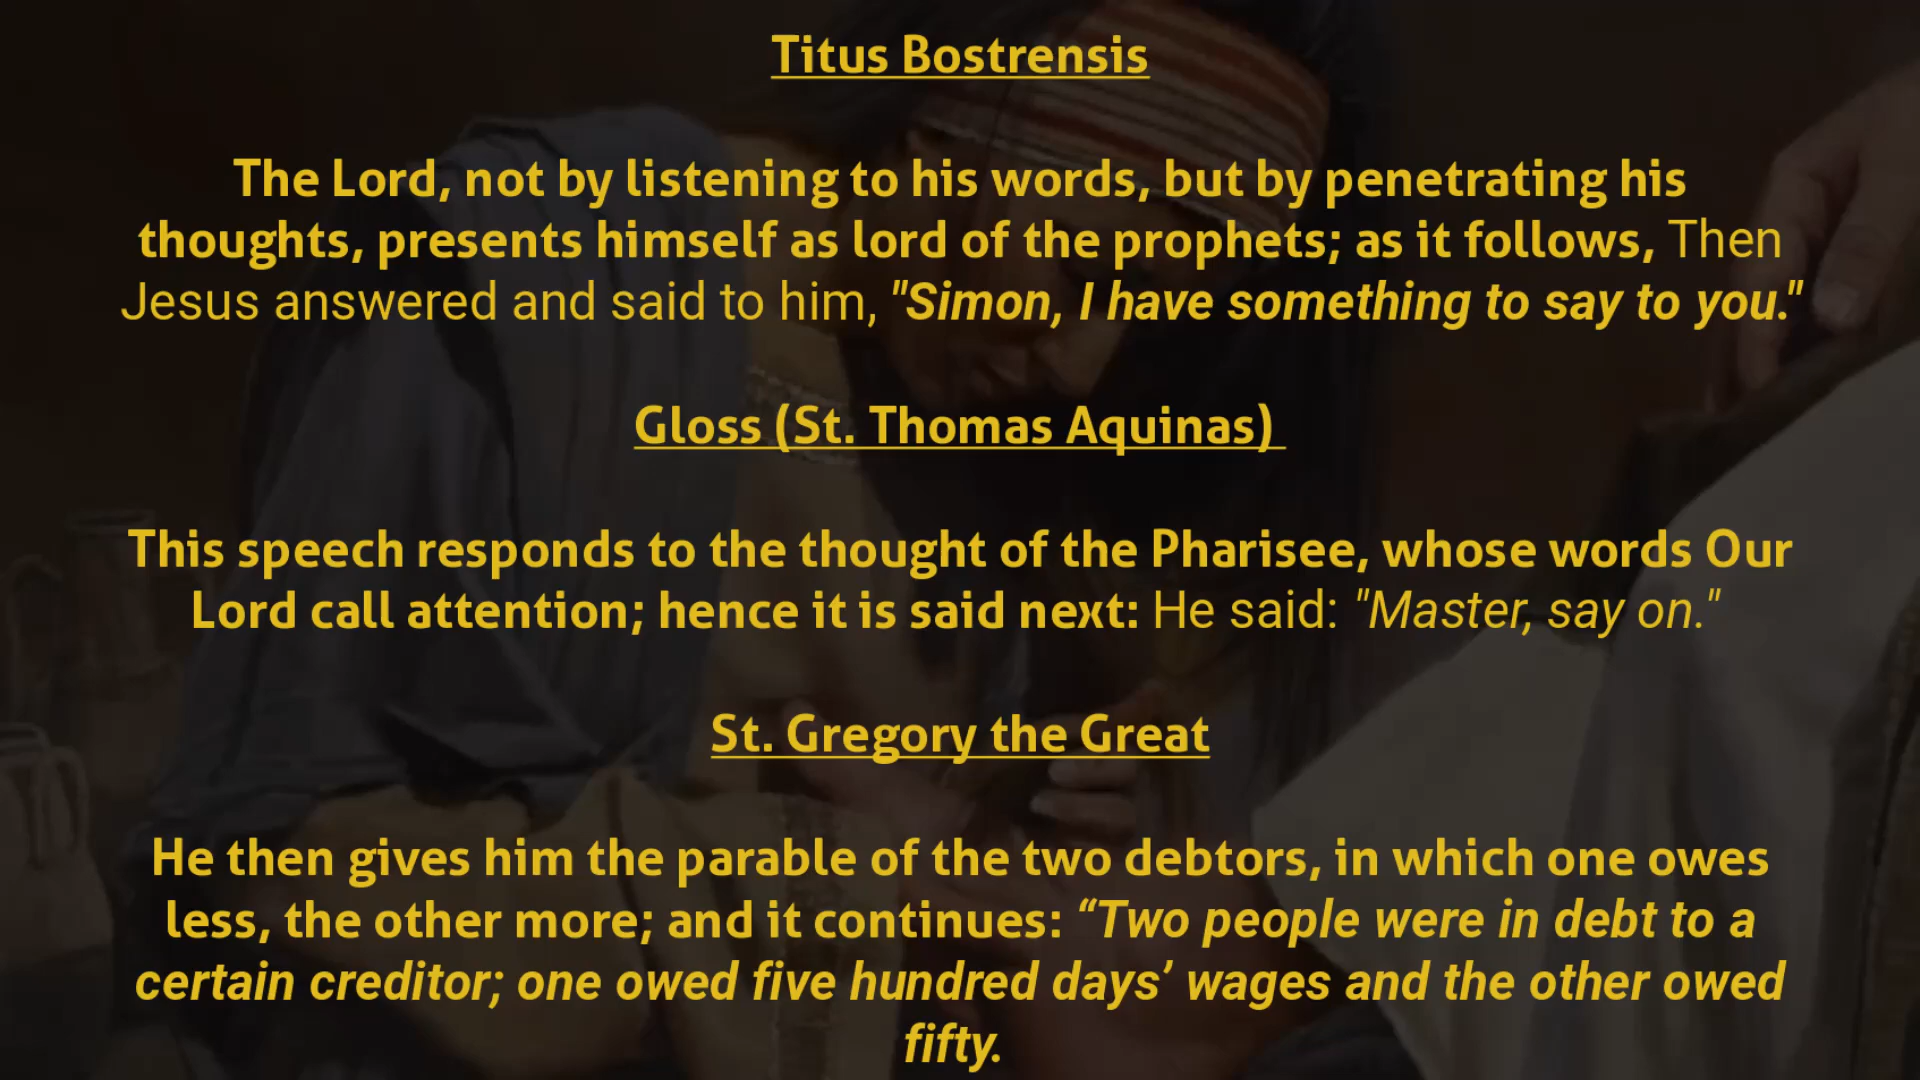 Titus Bostrensis
The Lord, not by listening to his words, but by penetrating his
thoughts, presents himself as lord of the prophets; as it follows, Then
Jesus answered and said to him, "Simon, I have something to say to you."
Gloss (St. Thomas Aquinas)
This speech responds to the thought of the Pharisee, whose words Our
Lord call attention; hence it is said next: He said: "Master, say on."
St. Gregory the Great
He then gives him the parable of the two debtors, in which one owes
less, the other more; and it continues: “Two people were in debt to a
certain creditor; one owed five hundred days’ wages and the other owed
fifty.